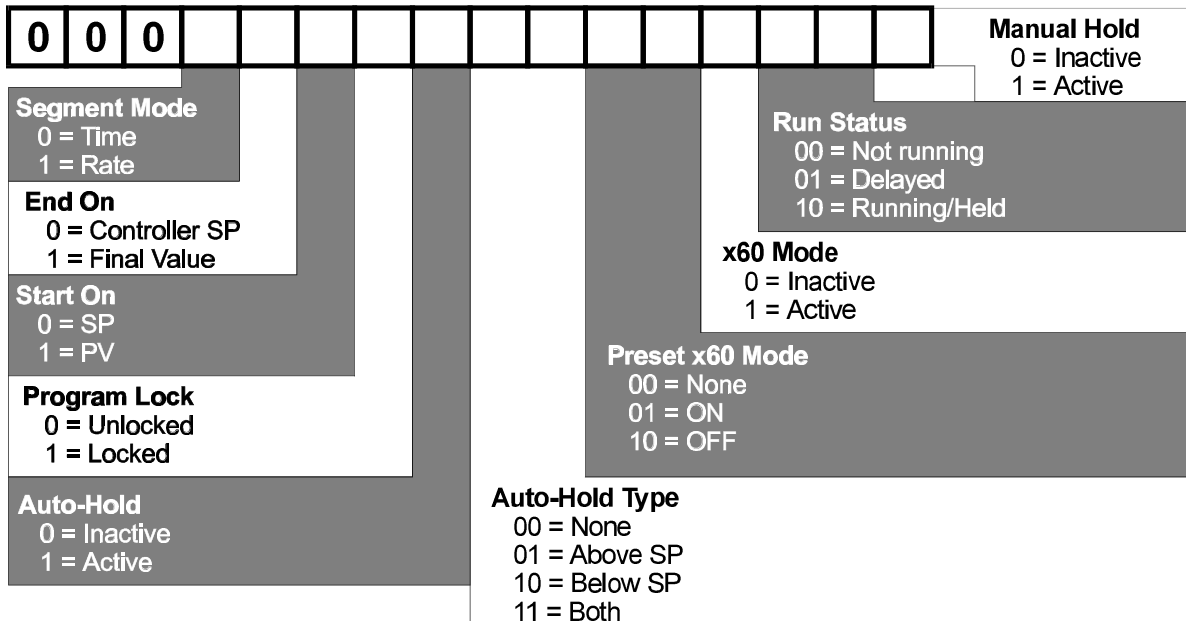 0 0 0
Manual Hold
0 = Inactive
1 = Active
Segment Mode
0 = Time
1 = Rate
Run Status
00 = Not running
01 = Delayed
10 = Running/Held
End On
0 = Controller SP
1 = Final Value
x60 Mode
0 = Inactive
1 = Active
Start On
0 = SP
1 = PV
Preset x60 Mode
00 = None
01 = ON
10 = OFF
Program Lock
0 = Unlocked
1 = Locked
Auto-Hold
0 = Inactive
1 = Active
Auto-Hold Type
00 = None
01 = Above SP
10 = Below SP
11 = Both